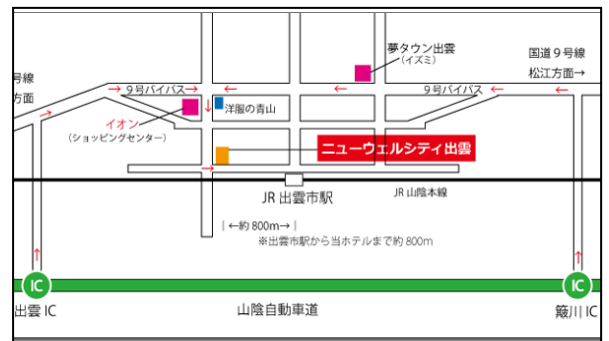 夢タウン出雲
（イズミ）
国道９号線
松江方面→
号線
方面
９号バイパス
９号バイパス
洋服の青山
イオン
（ショッピングセンター）
ニューウェルシティ出雲
JR 出雲市駅
JR 山陰本線
｜←約 800m→｜
※出雲市駅から当ホテルまで約 800m
IC
IC
出雲 IC
山陰自動車道
簸川 IC